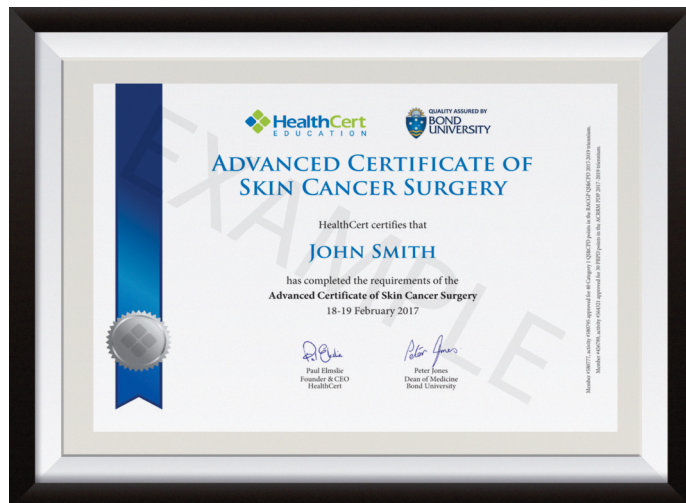 HealthCert
EDUCATION
QUALITY ASSURED BY
BOND
UNIVERSITY
ADVANCED CERTIFICATE OF
SKIN CANCER SURGERY
HealthCert certifies that
JOHN SMITH
has completed the requirements of the
Advanced Certificate of Skin Cancer Surgery
18-19 February 2017
Paul Elmslie
Founder & CEO
HealthCert
Peter Jones
Dean of Medicine
Bond University
EXAMPLE